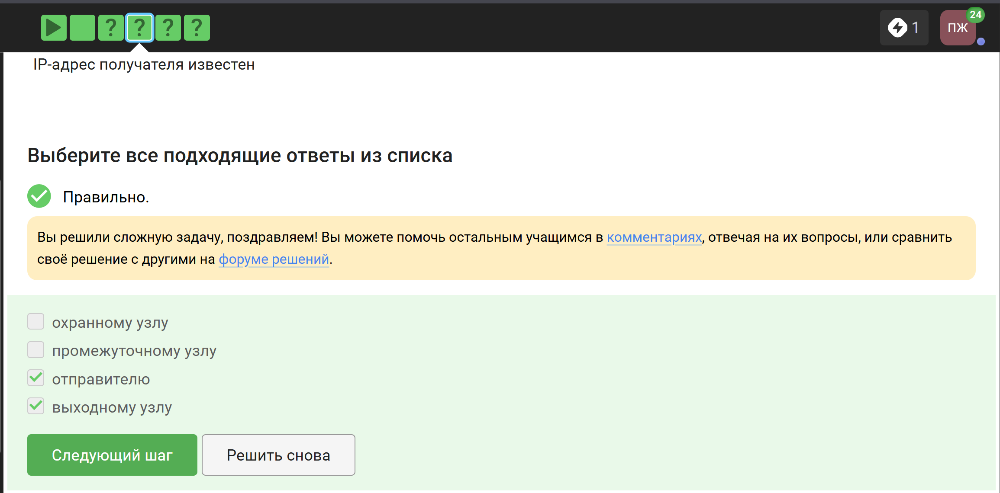 ? ? ? ?
1
24
ПЖ
IP-адрес получателя известен
Выберите все подходящие ответы из списка
Правильно.
Вы решили сложную задачу, поздравляем! Вы можете помочь остальным учащимся в комментариях, отвечая на их вопросы, или сравнить
своё решение с другими на форуме решений.
охранному узлу
промежуточному узлу
отправителю
выходному узлу
Следующий шаг
Решить снова